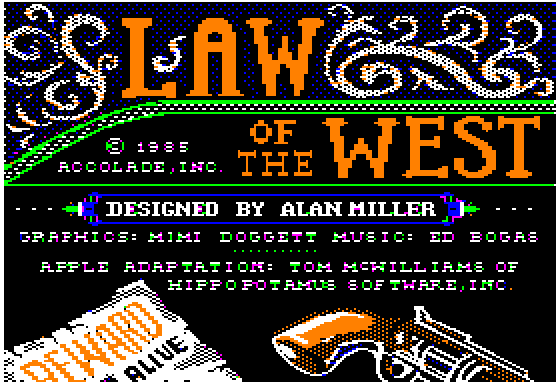 LAW
OF
THE
WEST
© 1985
ACCOLADE, INC.
DESIGNED BY ALAN MILLER
GRAPHICS: MIMI DOGGETT MUSIC: ED BOGAS
APPLE ADAPTATION: TOM McWILLIAMS OF
HIPPOPOTAMUS SOFTWARE, INC.
REWARD
ALIVE